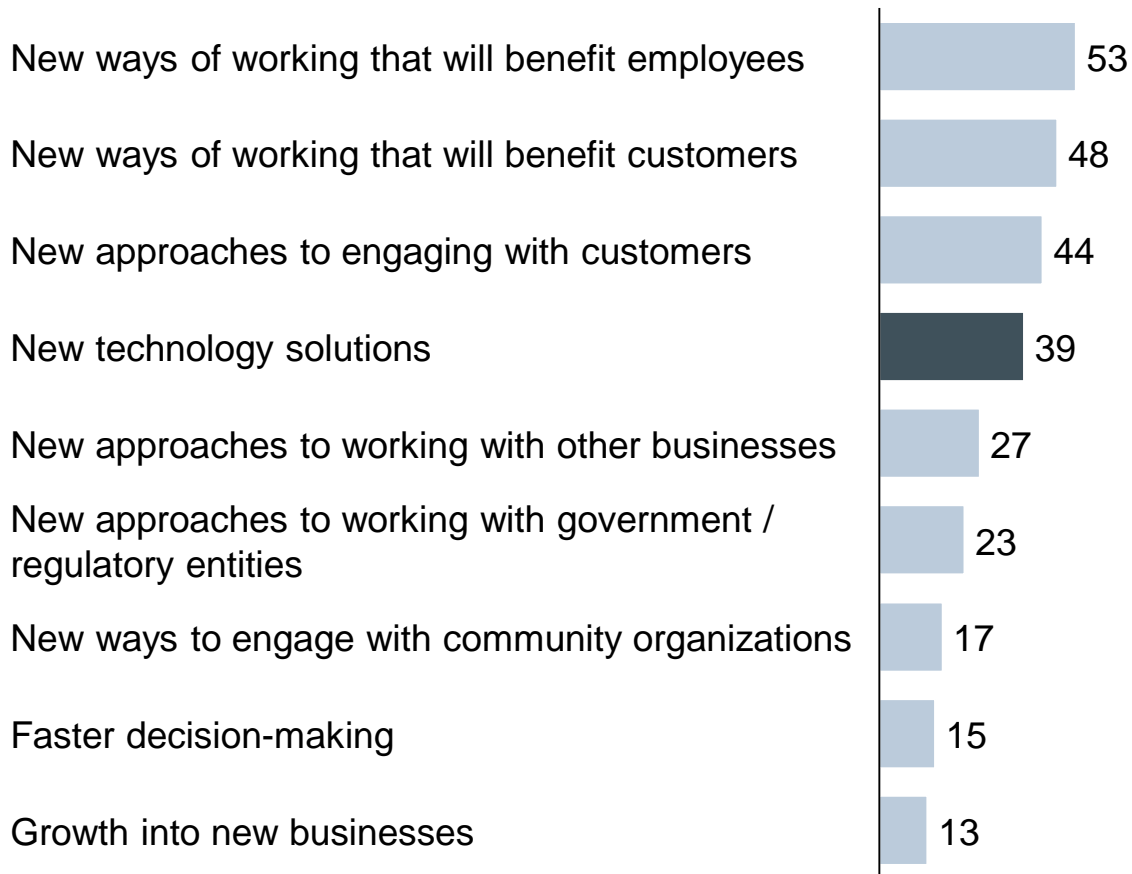 New ways of working that will benefit employees 53
New ways of working that will benefit customers 48
New approaches to engaging with customers 44
New technology solutions 39
New approaches to working with other businesses 27
New approaches to working with government /
regulatory entities 23
New ways to engage with community organizations 17
Faster decision-making 15
Growth into new businesses 13